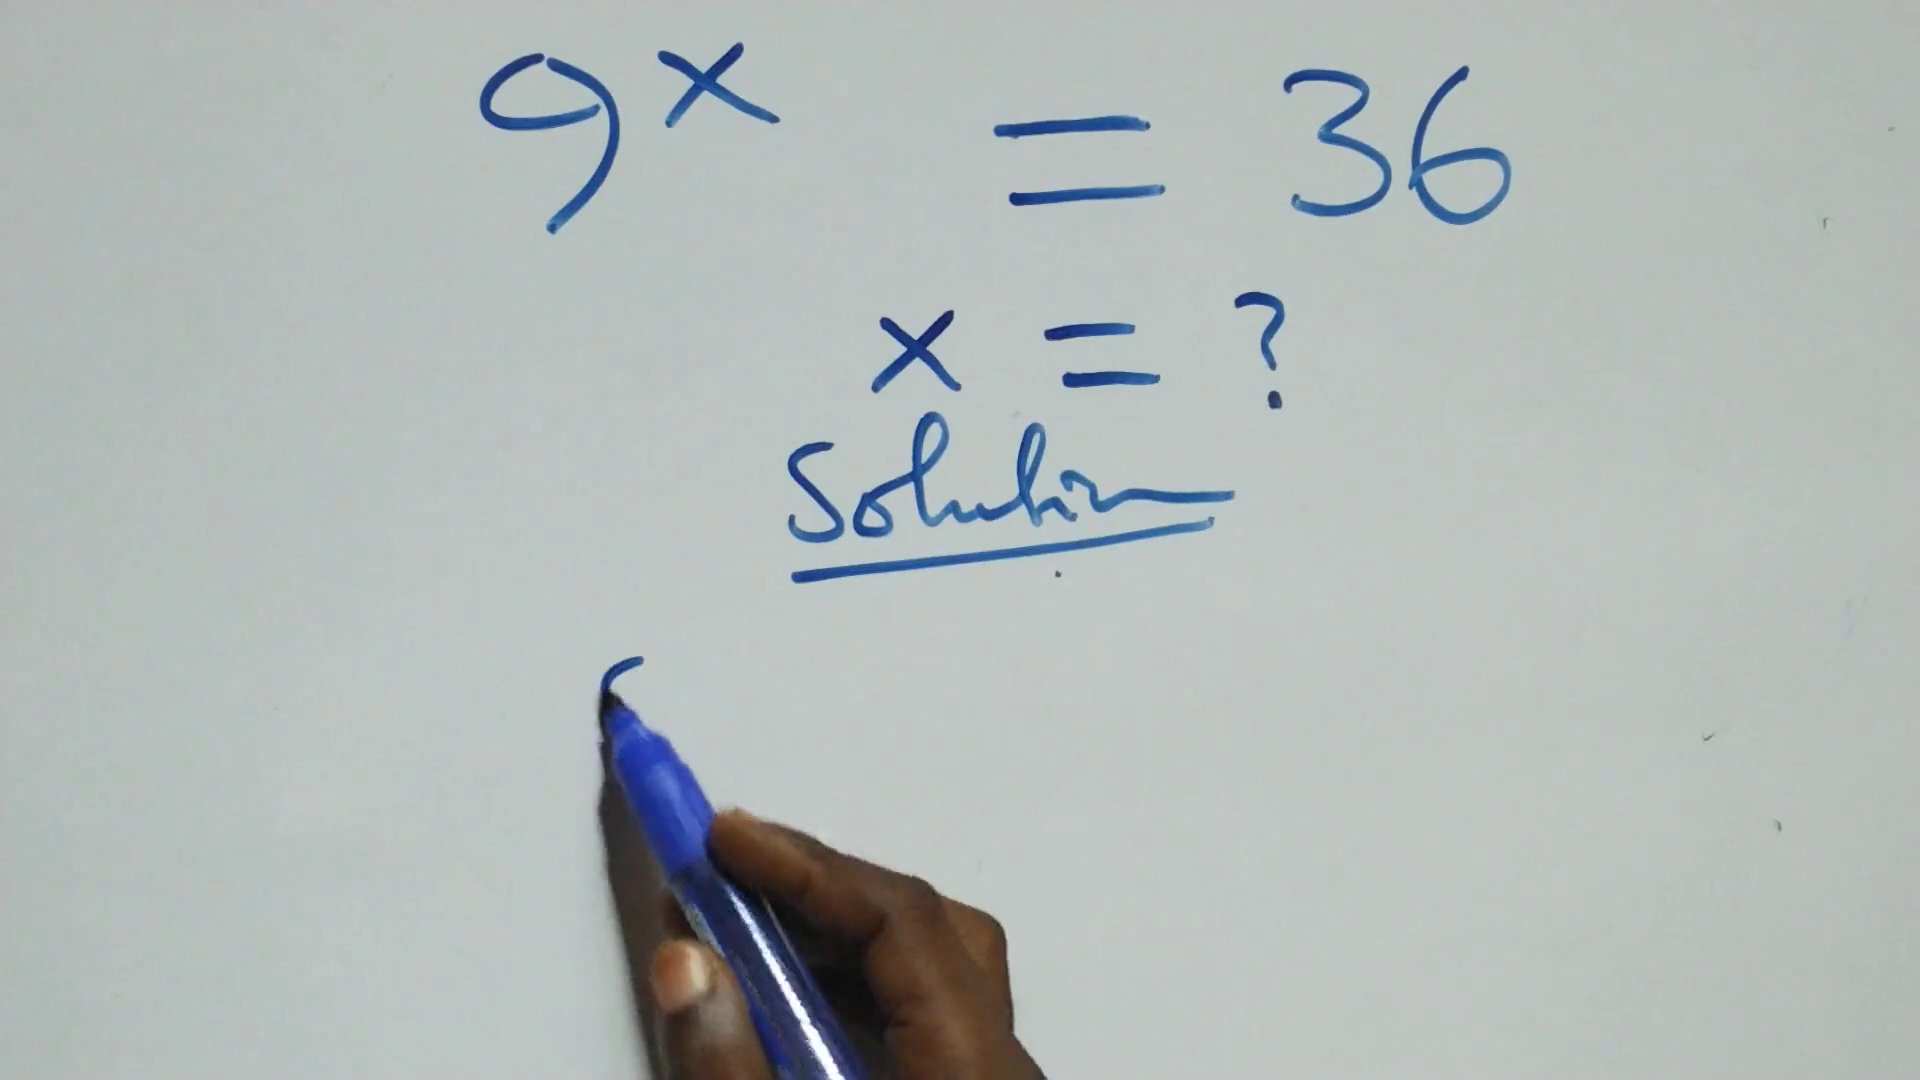 9^x = 36
x = ?
Solution